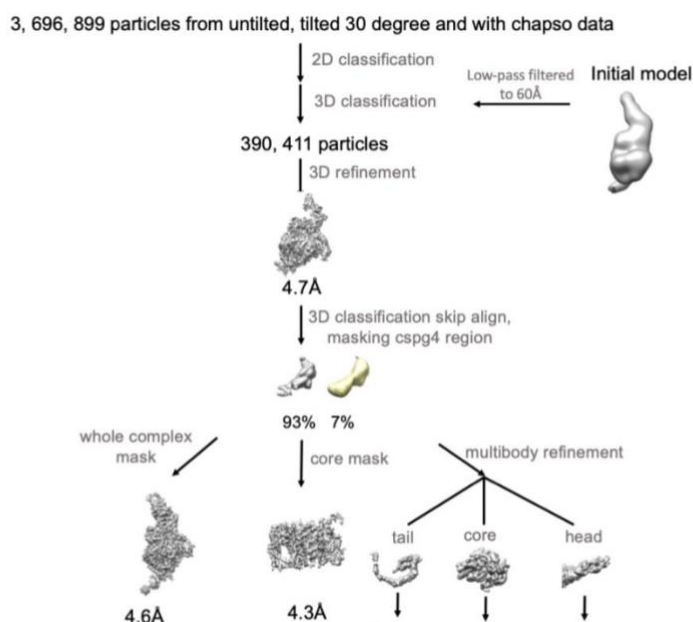 3, 696, 899 particles from untilted, tilted 30 degree and with chapso data
2D classification
Low-pass filtered
to 60Å
Initial model
3D classification
390, 411 particles
3D refinement
4.7Å
3D classification skip align,
masking cspg4 region
93% 7%
whole complex
mask
core mask
multibody refinement
tail
core
head
4.6Å
4.3Å